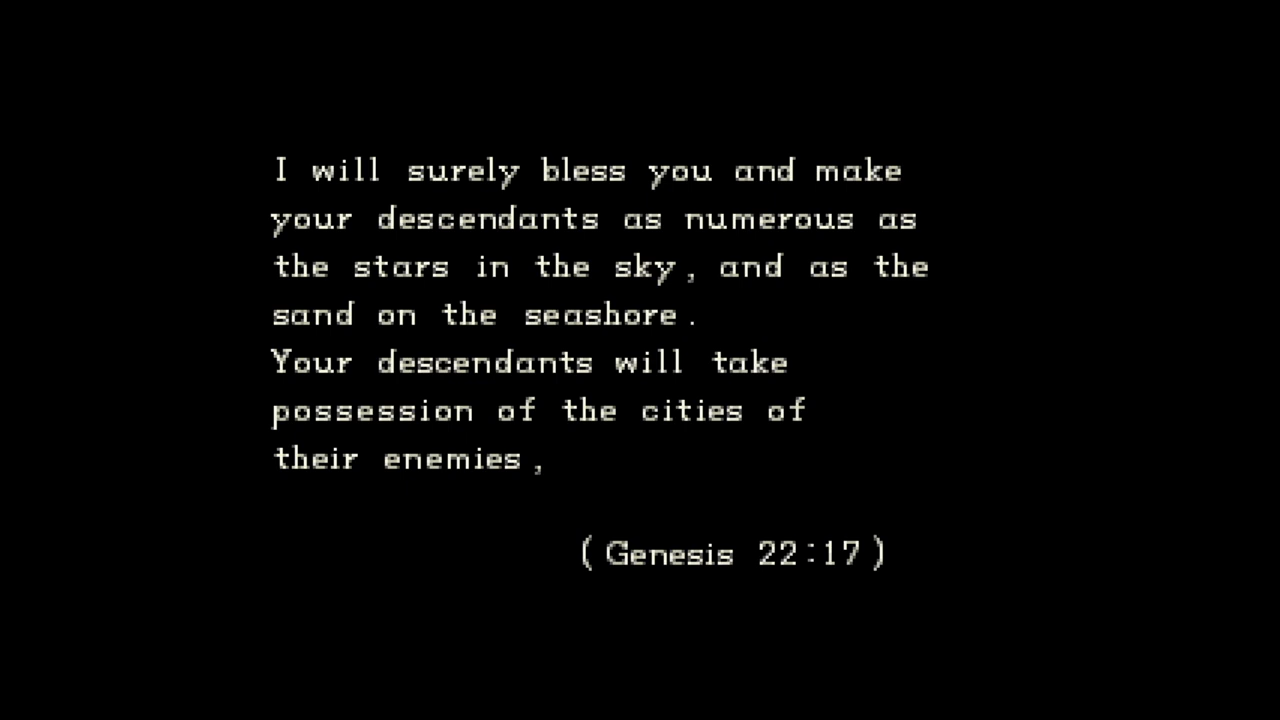 I will surely bless you and make
your descendants as numerous as
the stars in the sky, and as the
sand on the seashore.
Your descendants will take
possession of the cities of
their enemies,
(Genesis 22:17)